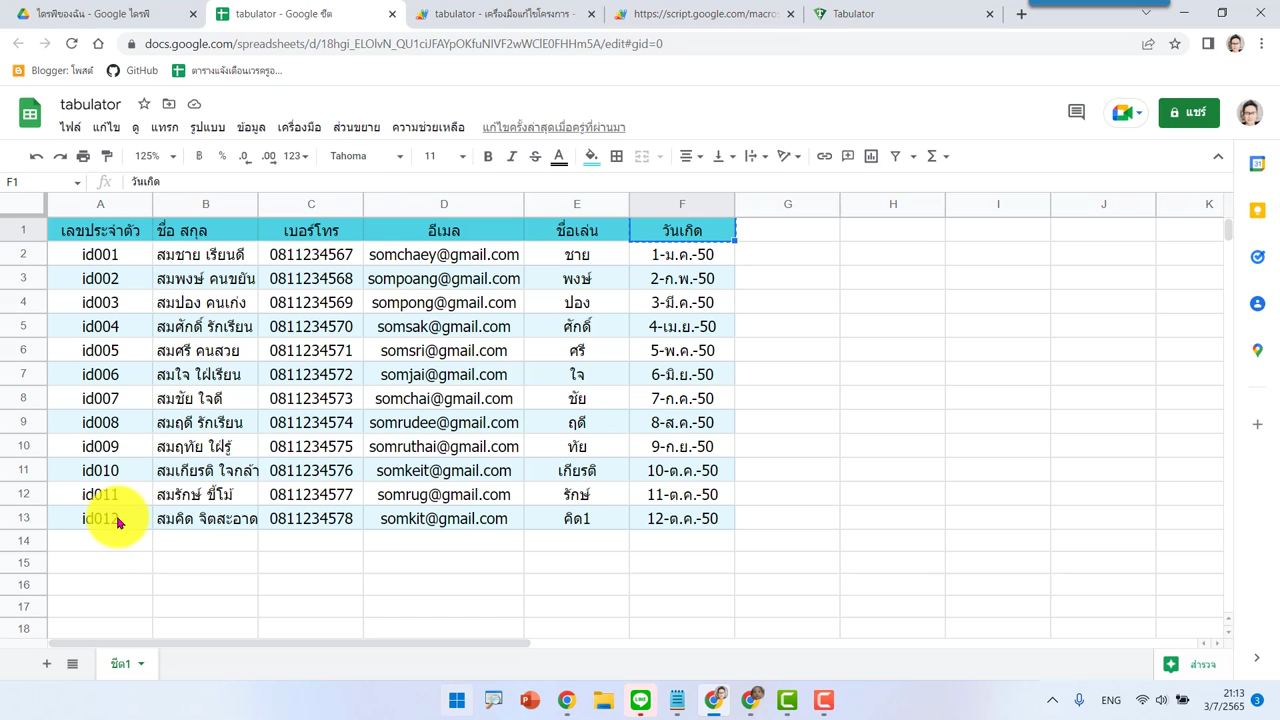 ไดรฟ์ของฉัน - Google ไดรฟ์
tabulator - Google ชีต
tabulator - เครื่องมือแก้ไขโครงการ -
https://script.google.com/macros
Tabulator
docs.google.com/spreadsheets/d/18hgi_ELOlvN_QU1ciJFAYpOKfuNIVF2wWClE0FHHm5A/edit#gid=0
Blogger: โพสต์
GitHub
ตารางแจ้งเตือนเวรครูอ...
tabulator
ไฟล์ แก้ไข ดู แทรก รูปแบบ ข้อมูล เครื่องมือ ส่วนขยาย ความช่วยเหลือ แก้ไขครั้งล่าสุดเมื่อครู่ที่ผ่านมา
แชร์
125% % .0 .00 123 Tahoma 11 B I S A
F1 fx วันเกิด
A B C D E F G H I J K
1 เลขประจำตัว ชื่อ สกุล เบอร์โทร อีเมล ชื่อเล่น วันเกิด
2 id001 สมชาย เรียนดี 0811234567 somchaey@gmail.com ชาย 1-ม.ค.-50
3 id002 สมพงษ์ คนขยัน 0811234568 sompoang@gmail.com พงษ์ 2-ก.พ.-50
4 id003 สมปอง คนเก่ง 0811234569 sompong@gmail.com ปอง 3-มี.ค.-50
5 id004 สมศักดิ์ รักเรียน 0811234570 somsak@gmail.com ศักดิ์ 4-เม.ย.-50
6 id005 สมศรี คนสวย 0811234571 somsri@gmail.com ศรี 5-พ.ค.-50
7 id006 สมใจ ใฝ่เรียน 0811234572 somjai@gmail.com ใจ 6-มิ.ย.-50
8 id007 สมชัย ใจดี 0811234573 somchai@gmail.com ชัย 7-ก.ค.-50
9 id008 สมฤดี รักเรียน 0811234574 somrudee@gmail.com ฤดี 8-ส.ค.-50
10 id009 สมฤทัย ใฝ่รู้ 0811234575 somruthai@gmail.com ทัย 9-ก.ย.-50
11 id010 สมเกียรติ ใจกล้า 0811234576 somkeit@gmail.com เกียรติ 10-ต.ค.-50
12 id011 สมรักษ์ ขี้โม้ 0811234577 somrug@gmail.com รักษ์ 11-ต.ค.-50
13 id012 สมคิด จิตสะอาด 0811234578 somkit@gmail.com คิด1 12-ต.ค.-50
14
15
16
17
18
ชีต1
สำรวจ
ENG
21:13
3/7/2565
3